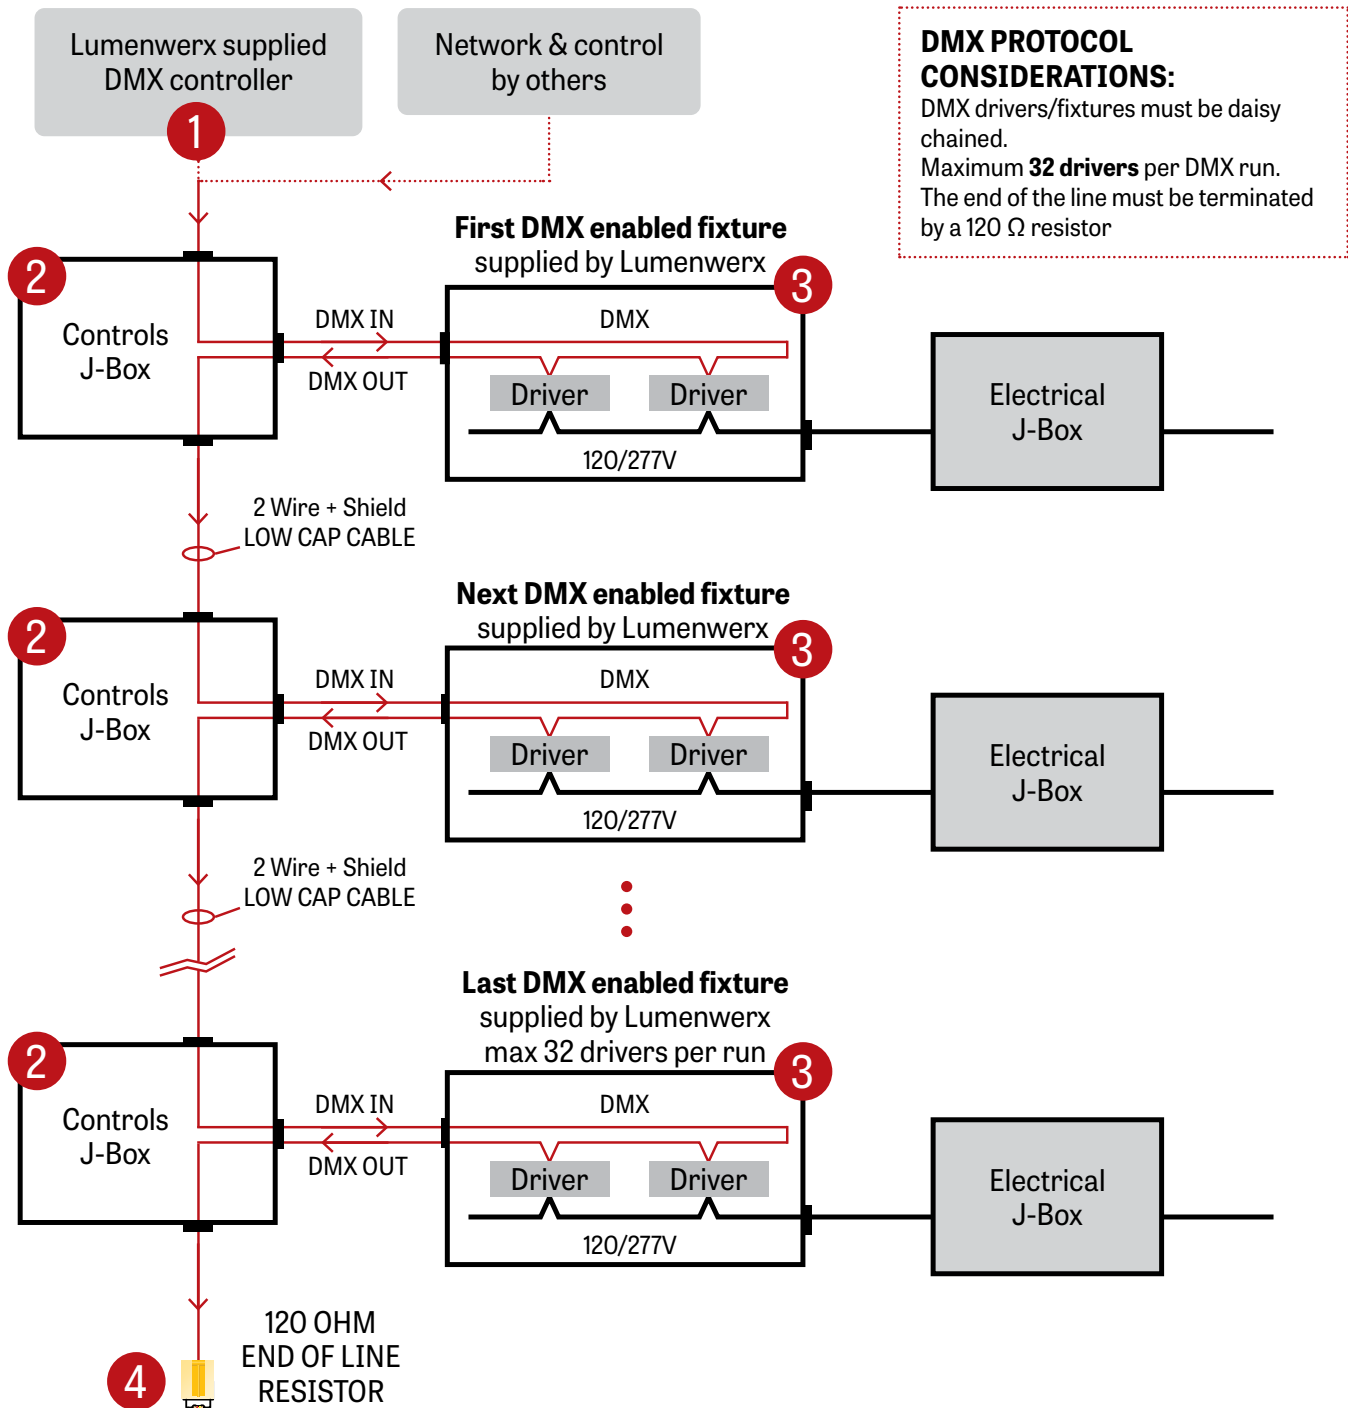 Lumenwerx supplied
DMX controller
1
Network & control
by others
DMX PROTOCOL
CONSIDERATIONS:
DMX drivers/fixtures must be daisy
chained.
Maximum 32 drivers per DMX run.
The end of the line must be terminated
by a 120 Ω resistor
First DMX enabled fixture
supplied by Lumenwerx
2
3
Controls
J-Box
DMX IN
DMX OUT
DMX
Driver
Driver
120/277V
Electrical
J-Box
2 Wire + Shield
LOW CAP CABLE
Next DMX enabled fixture
supplied by Lumenwerx
2
3
Controls
J-Box
DMX IN
DMX OUT
DMX
Driver
Driver
120/277V
Electrical
J-Box
2 Wire + Shield
LOW CAP CABLE
Last DMX enabled fixture
supplied by Lumenwerx
max 32 drivers per run
2
3
Controls
J-Box
DMX IN
DMX OUT
DMX
Driver
Driver
120/277V
Electrical
J-Box
4
120 OHM
END OF LINE
RESISTOR